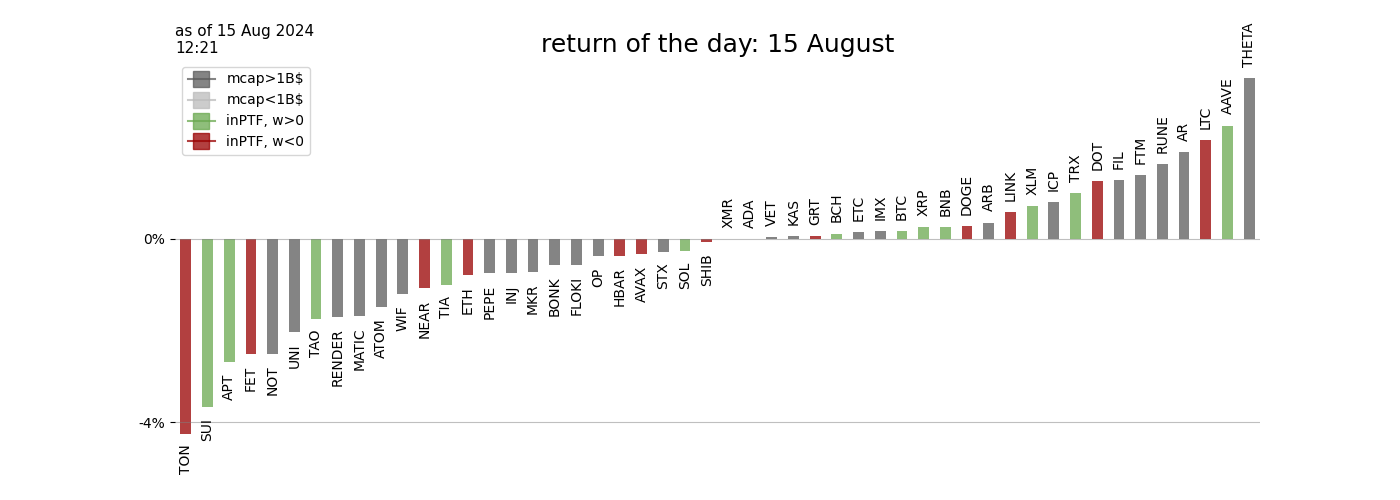 as of 15 Aug 2024
12:21
return of the day: 15 August
mcap>1B$
mcap<1B$
inPTF, w>0
inPTF, w<0
0%
-4%
TON
SUI
APT
FET
NOT
UNI
TAO
RENDER
MATIC
ATOM
WIF
NEAR
TIA
ETH
PEPE
INJ
MKR
BONK
FLOKI
OP
HBAR
AVAX
STX
SOL
SHIB
XMR
ADA
VET
KAS
GRT
BCH
ETC
IMX
BTC
XRP
BNB
DOGE
ARB
LINK
XLM
ICP
TRX
DOT
FIL
FTM
RUNE
AR
LTC
AAVE
THETA